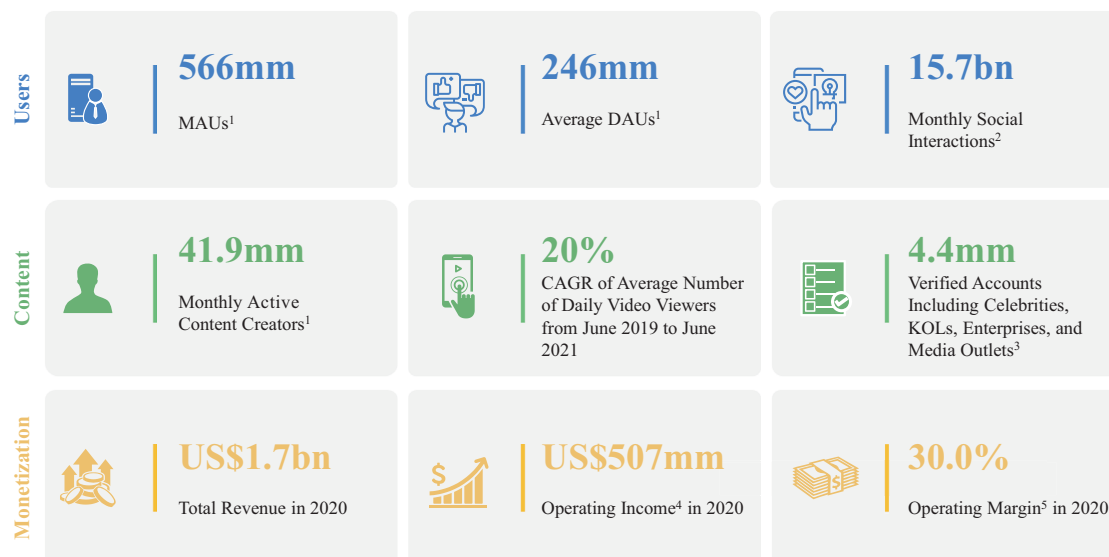 Users
566mm
MAUs¹
246mm
Average DAUs¹
15.7bn
Monthly Social
Interactions²
Content
41.9mm
Monthly Active
Content Creators¹
20%
CAGR of Average Number
of Daily Video Viewers
from June 2019 to June
2021
4.4mm
Verified Accounts
Including Celebrities,
KOLs, Enterprises, and
Media Outlets³
Monetization
US$1.7bn
Total Revenue in 2020
$
US$507mm
Operating Income⁴ in 2020
$
30.0%
Operating Margin⁵ in 2020